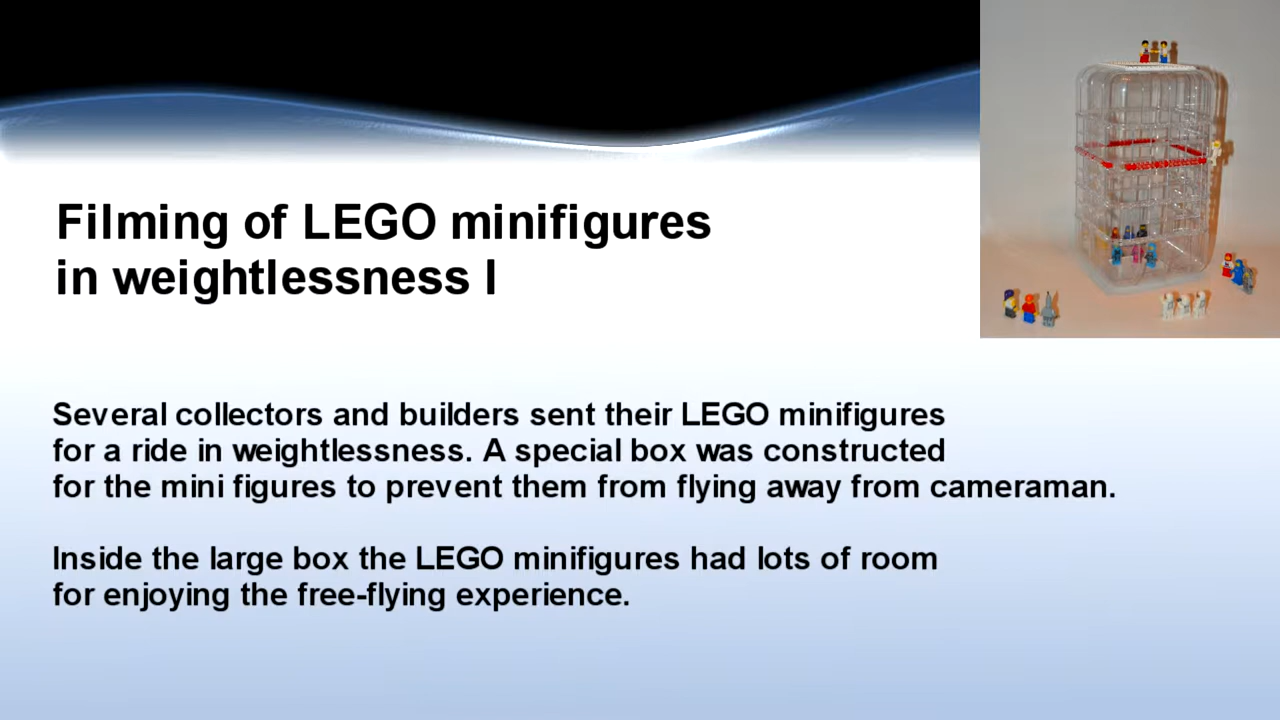 Filming of LEGO minifigures
in weightlessness I
Several collectors and builders sent their LEGO minifigures
for a ride in weightlessness. A special box was constructed
for the mini figures to prevent them from flying away from cameraman.
Inside the large box the LEGO minifigures had lots of room
for enjoying the free-flying experience.